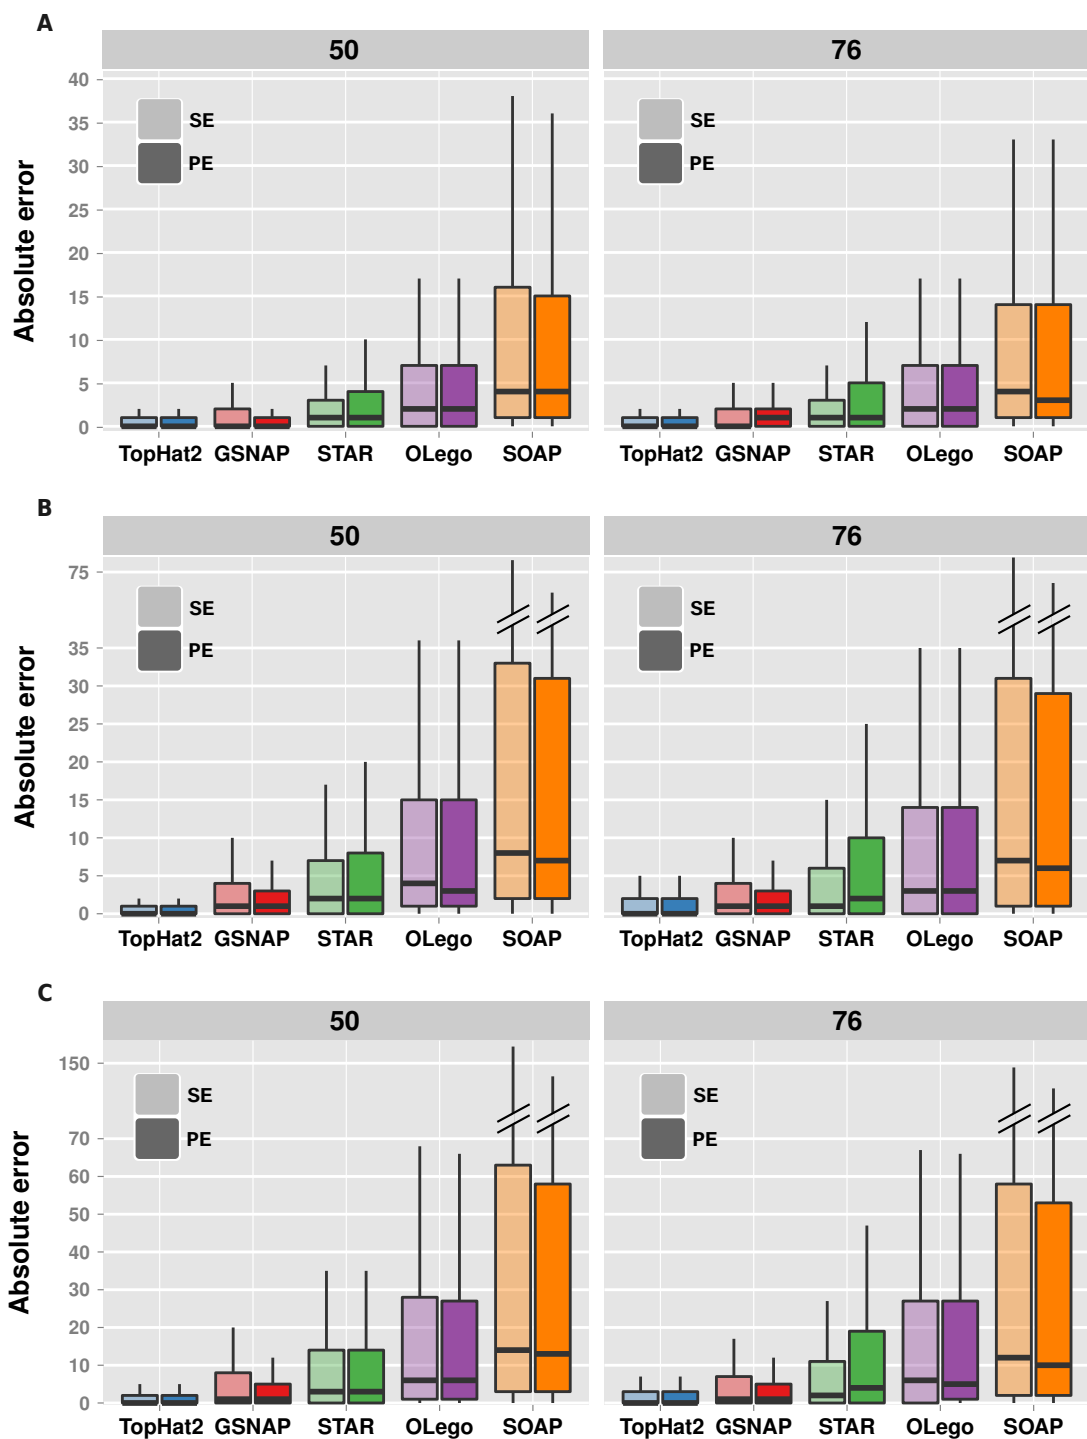 A
50
76
40
35
30
25
20
15
10
5
0
Absolute error
SE
PE
SE
PE
TopHat2 GSNAP STAR OLego SOAP
TopHat2 GSNAP STAR OLego SOAP
B
50
76
75
35
30
25
20
15
10
5
0
Absolute error
SE
PE
SE
PE
TopHat2 GSNAP STAR OLego SOAP
TopHat2 GSNAP STAR OLego SOAP
C
50
76
150
70
60
50
40
30
20
10
0
Absolute error
SE
PE
SE
PE
TopHat2 GSNAP STAR OLego SOAP
TopHat2 GSNAP STAR OLego SOAP